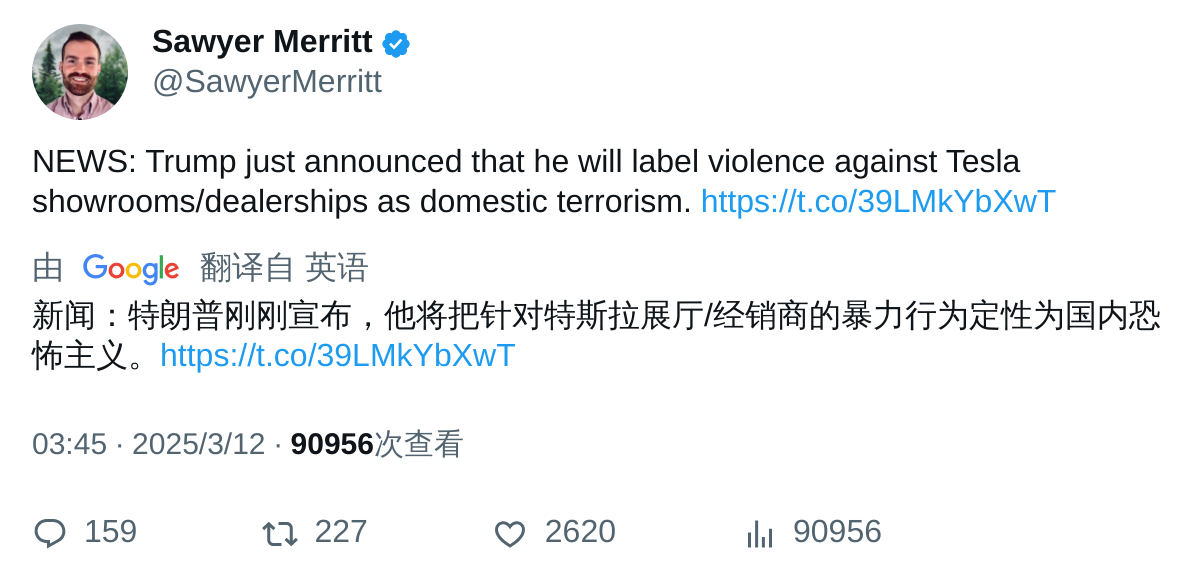 Sawyer Merritt
@SawyerMerritt
NEWS: Trump just announced that he will label violence against Tesla
showrooms/dealerships as domestic terrorism. https://t.co/39LMkYbXwT
由 Google 翻译自 英语
新闻：特朗普刚刚宣布，他将把针对特斯拉展厅/经销商的暴力行为定性为国内恐
怖主义。https://t.co/39LMkYbXwT
03:45 · 2025/3/12 · 90956次查看
159 227 2620 90956